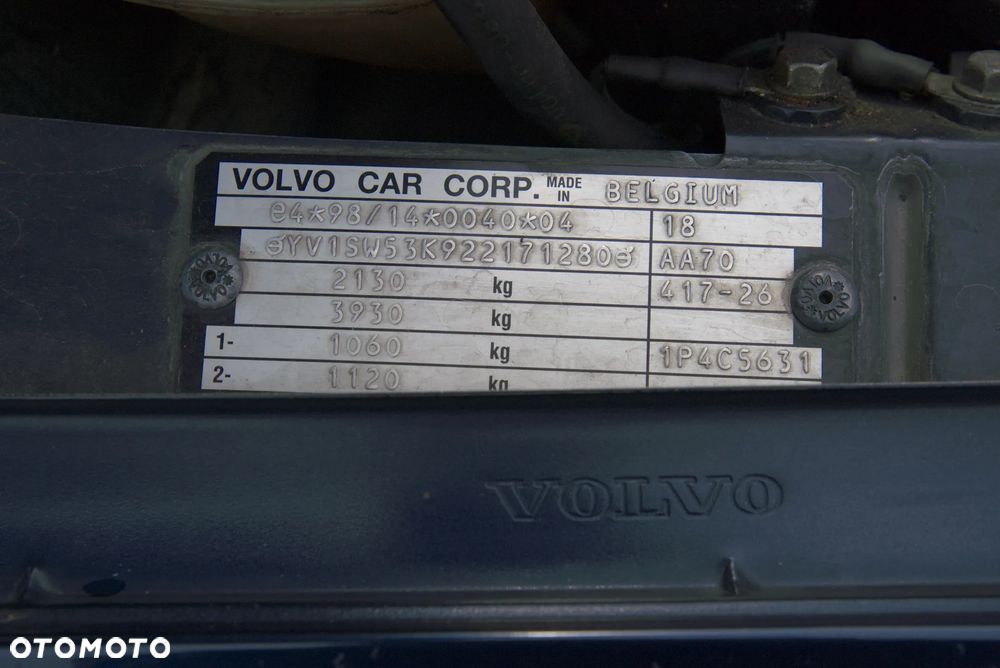 VOLVO CAR CORP. MADE IN BELGIUM
e4*98/14*0040*04 18
YV1SW53K922171280 AA70
2130 kg 417-26
3930 kg
1- 1060 kg 1P4C5631
2- 1120 kg
VOLVO
VOLVO
VOLVO
OTOMOTO